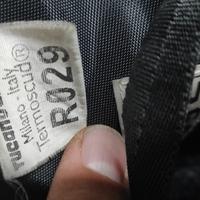 Milano - Italy
Termoscud®
R029